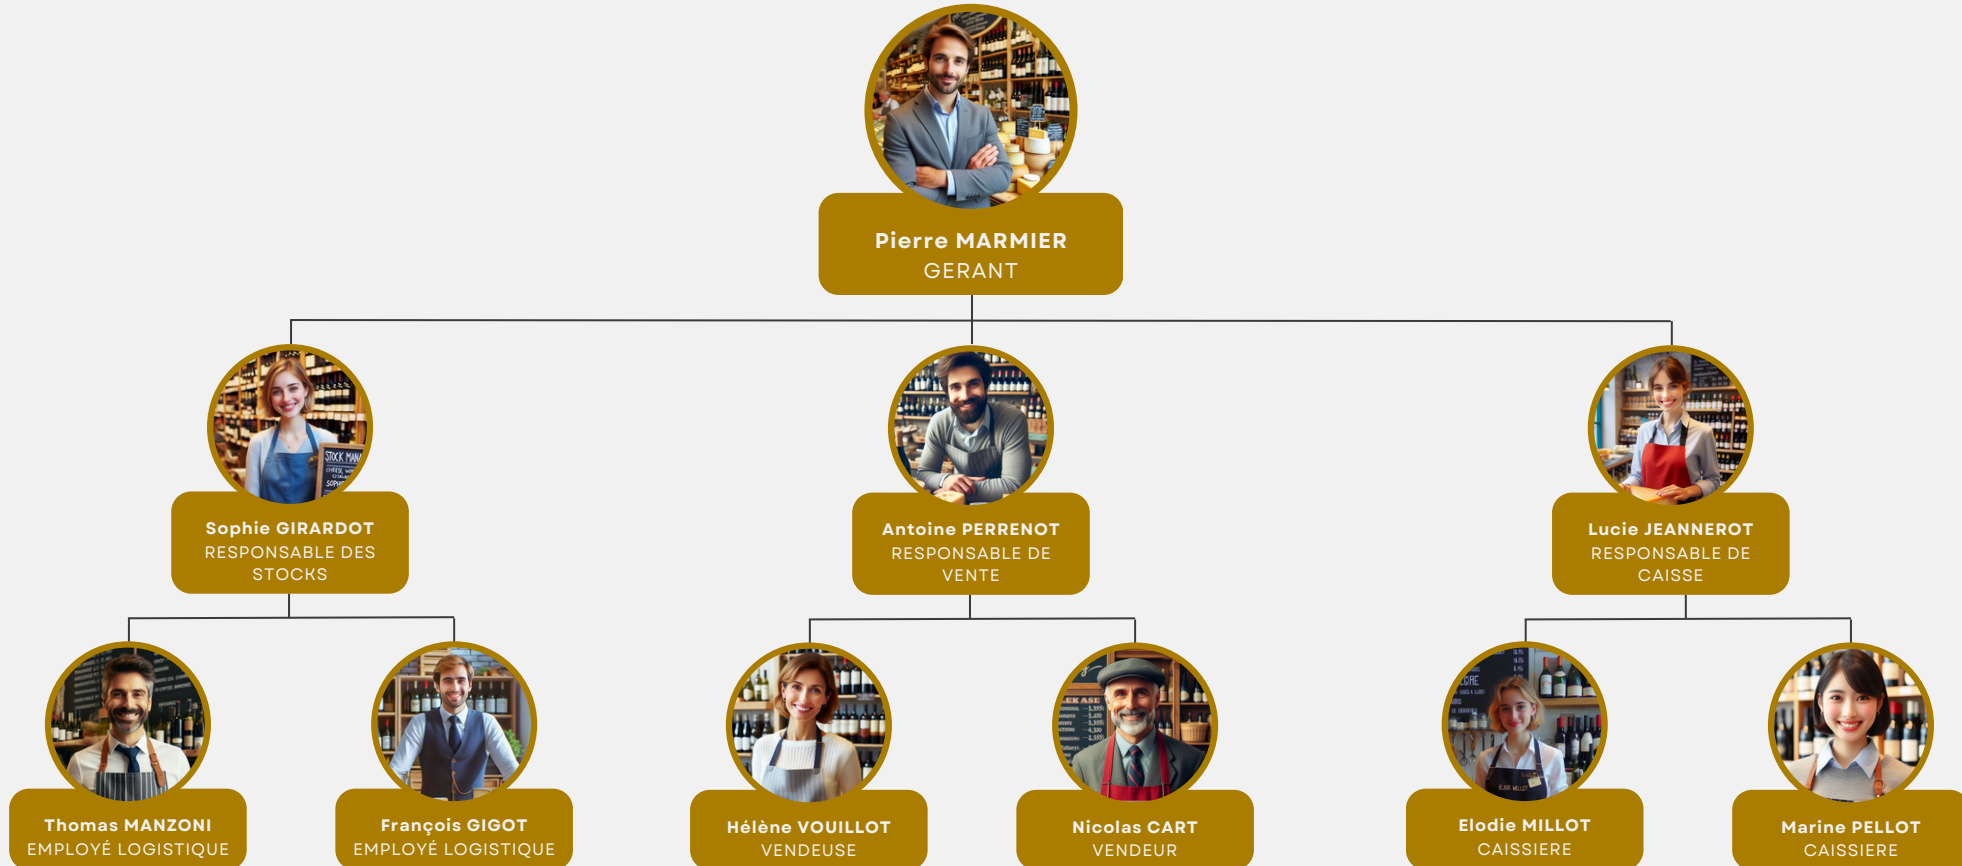 Pierre MARMIER
GERANT
STOCK MAN
Sophie GIRARDOT
RESPONSABLE DES
STOCKS
Antoine PERRENOT
RESPONSABLE DE
VENTE
Lucie JEANNEROT
RESPONSABLE DE
CAISSE
Thomas MANZONI
EMPLOYÉ LOGISTIQUE
François GIGOT
EMPLOYÉ LOGISTIQUE
Hélène VOUILLOT
VENDEUSE
Nicolas CART
VENDEUR
Elodie MILLOT
CAISSIERE
Marine PELLOT
CAISSIERE